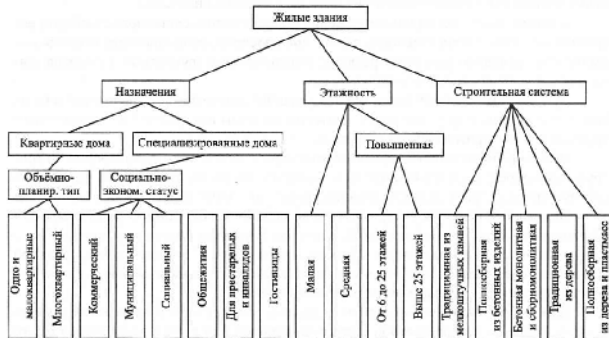 Жилые здания
Назначения
Этажность
Строительная система
Квартирные дома
Специализированные дома
Повышенная
Объёмно-
планир. тип
Социально-
эконом. статус
Одно и
малоквартирные
Многоквартирный
Коммерческий
Муниципальный
Социальный
Общежития
Для престарелых
и инвалидов
Гостиницы
Малая
Средняя
От 6 до 25 этажей
Выше 25 этажей
Традиционная из
мелкоштучных камней
Полносборная
из бетонных изделий
Бетонная монолитная
и сборномонолитная
Традиционная
из дерева
Полносборная
из дерева и пластмасс